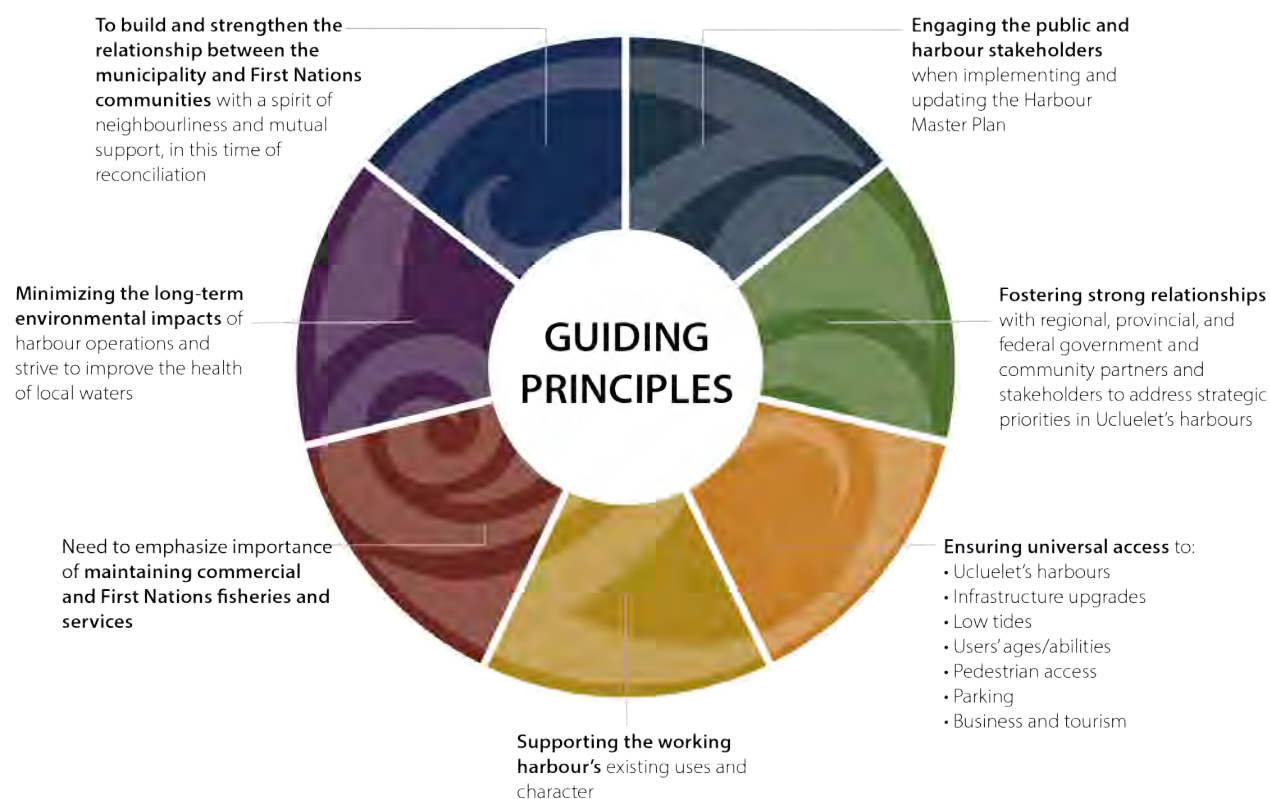 To build and strengthen the
relationship between the
municipality and First Nations
communities with a spirit of
neighbourliness and mutual
support, in this time of
reconciliation
Engaging the public and
harbour stakeholders
when implementing and
updating the Harbour
Master Plan
Minimizing the long-term
environmental impacts of
harbour operations and
strive to improve the health
of local waters
GUIDING
PRINCIPLES
Fostering strong relationships
with regional, provincial, and
federal government and
community partners and
stakeholders to address strategic
priorities in Ucluelet's harbours
Need to emphasize importance
of maintaining commercial
and First Nations fisheries and
services
Ensuring universal access to:
• Ucluelet's harbours
• Infrastructure upgrades
• Low tides
• Users' ages/abilities
• Pedestrian access
• Parking
• Business and tourism
Supporting the working
harbour's existing uses and
character